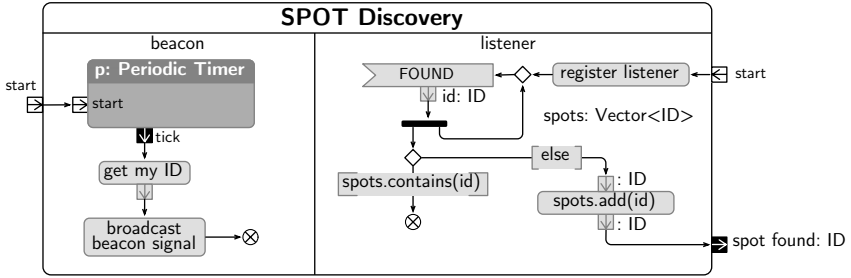 SPOT Discovery
beacon
listener
p: Periodic Timer
start
start
tick
get my ID
broadcast
beacon signal
FOUND
register listener
start
id: ID
spots: Vector<ID>
else
spots.contains(id)
: ID
spots.add(id)
: ID
spot found: ID